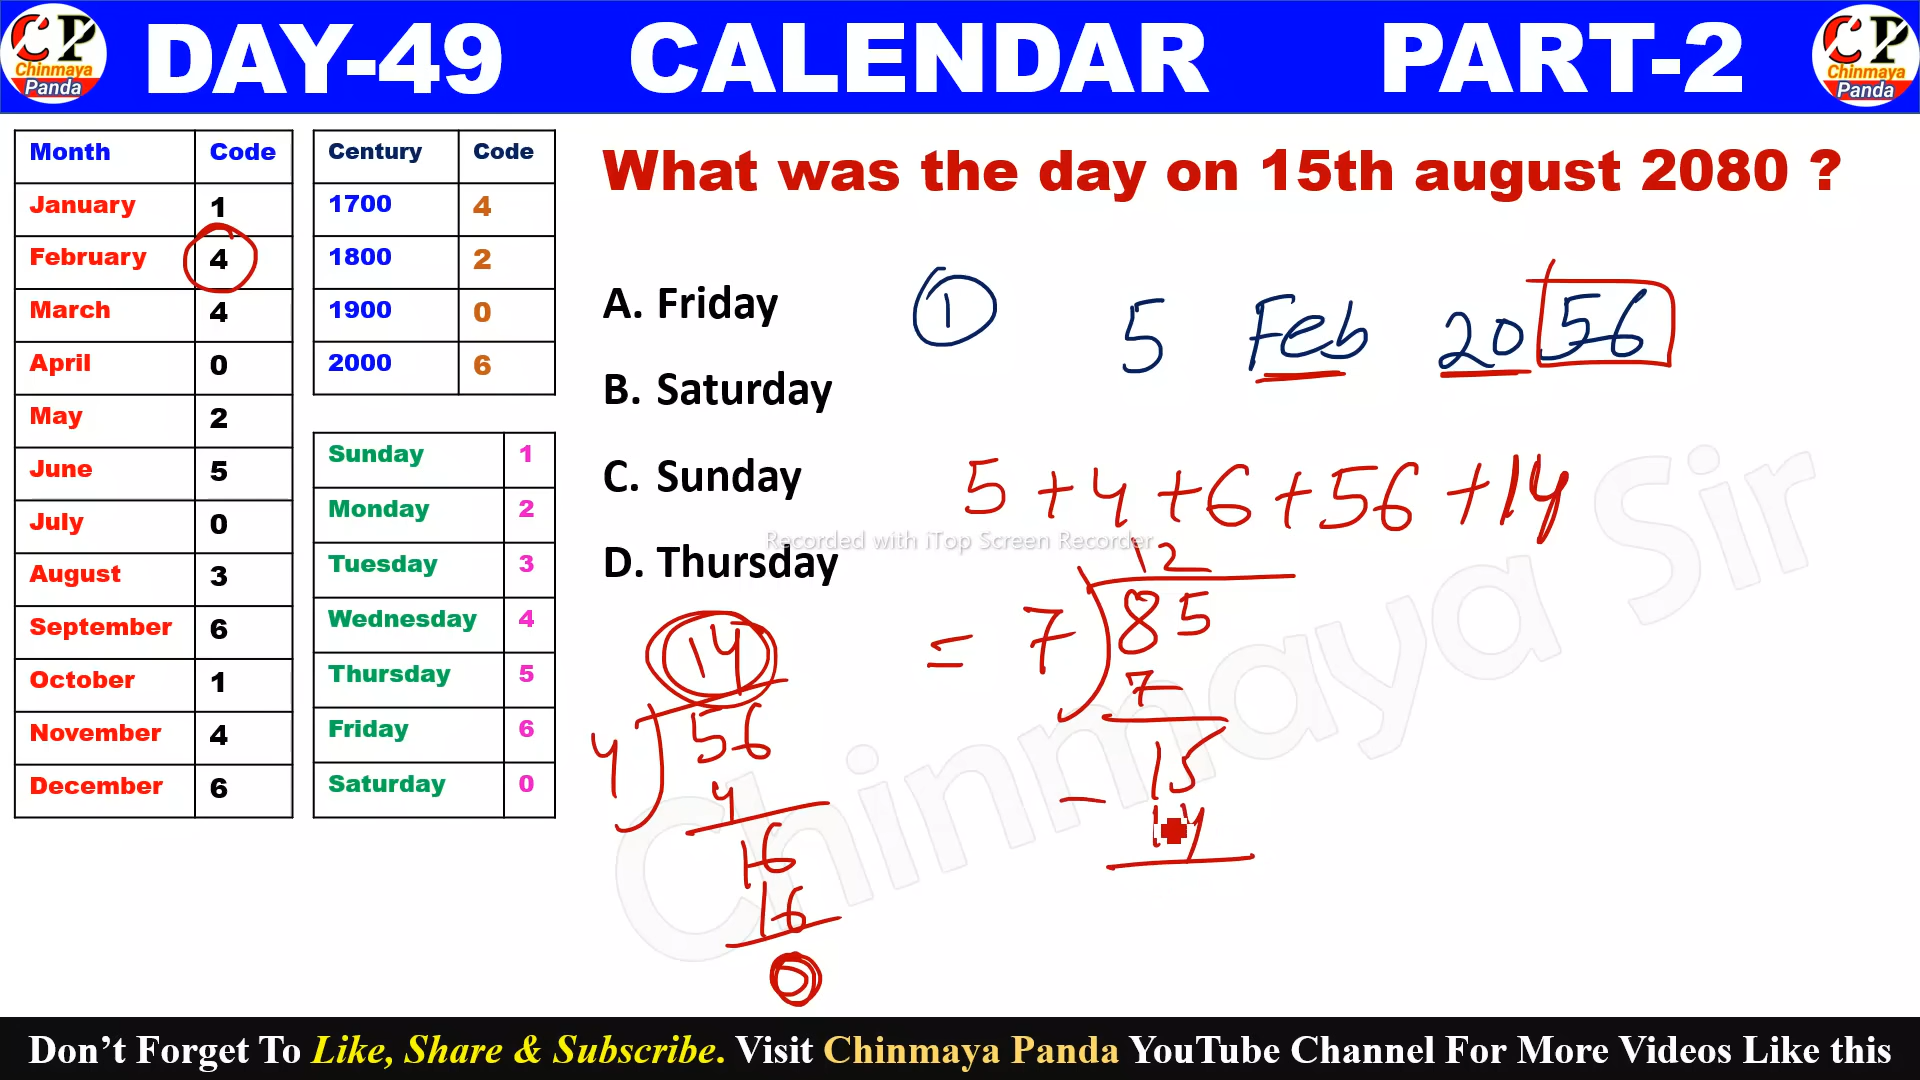 CP Chinmaya Panda DAY-49 CALENDAR PART-2 CP Chinmaya Panda
Month Code
January 1
February 4
March 4
April 0
May 2
June 5
July 0
August 3
September 6
October 1
November 4
December 6
Century Code
1700 4
1800 2
1900 0
2000 6
Sunday 1
Monday 2
Tuesday 3
Wednesday 4
Thursday 5
Friday 6
Saturday 0
What was the day on 15th august 2080 ?
A. Friday
B. Saturday
C. Sunday
D. Thursday
1 5 Feb 2056
5 + 4 + 6 + 56 + 14
Recorded with iTop Screen Recorder
12
= 7 85
7
15
- 14
14
4 56
4
16
16
0
Chinmaya Sir
Don’t Forget To Like, Share & Subscribe. Visit Chinmaya Panda YouTube Channel For More Videos Like this